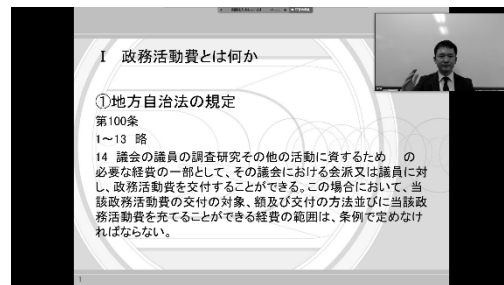 Ⅰ 政務活動費とは何か
①地方自治法の規定
第100条
1～13 略
14 議会の議員の調査研究その他の活動に資するため の
必要な経費の一部として、その議会における会派又は議員に対
し、政務活動費を交付することができる。この場合において、当
該政務活動費の交付の対象、額及び交付の方法並びに当該政
務活動費を充てることができる経費の範囲は、条例で定めなけ
ればならない。
1